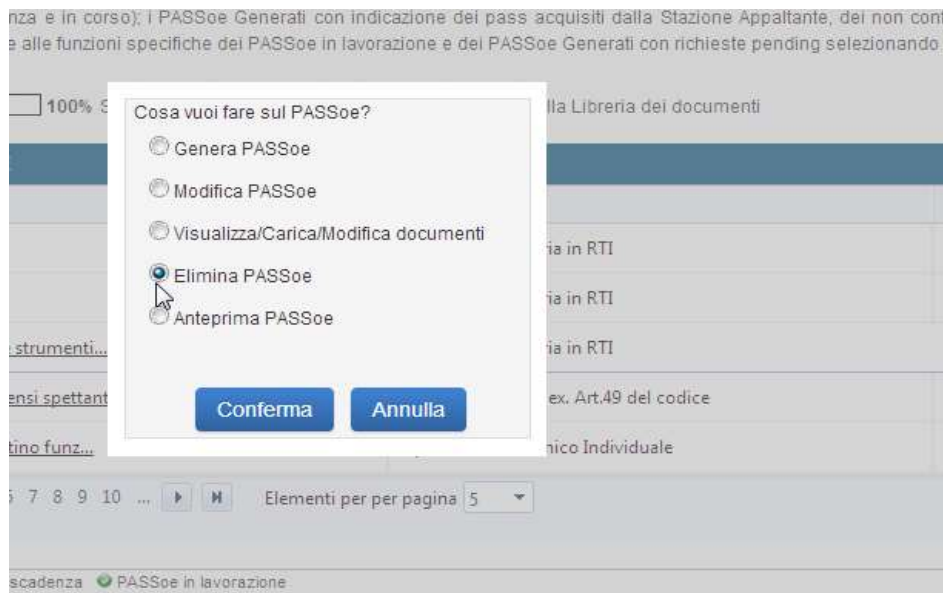 nza e in corso); i PASSoe Generati con indicazione dei pass acquisiti dalla Stazione Appaltante, dei non con
e alle funzioni specifiche dei PASSoe in lavorazione e dei PASSoe Generati con richieste pending selezionando
100% S
lla Libreria dei documenti
Cosa vuoi fare sul PASSoe?
Genera PASSoe
Modifica PASSoe
Visualizza/Carica/Modifica documenti
Elimina PASSoe
Anteprima PASSoe
Conferma Annulla
ria in RTI
ria in RTI
e strumenti... ria in RTI
ensi spettant ex. Art.49 del codice
tino funz... nico Individuale
7 8 9 10 ... Elementi per per pagina 5
scadenza PASSoe in lavorazione